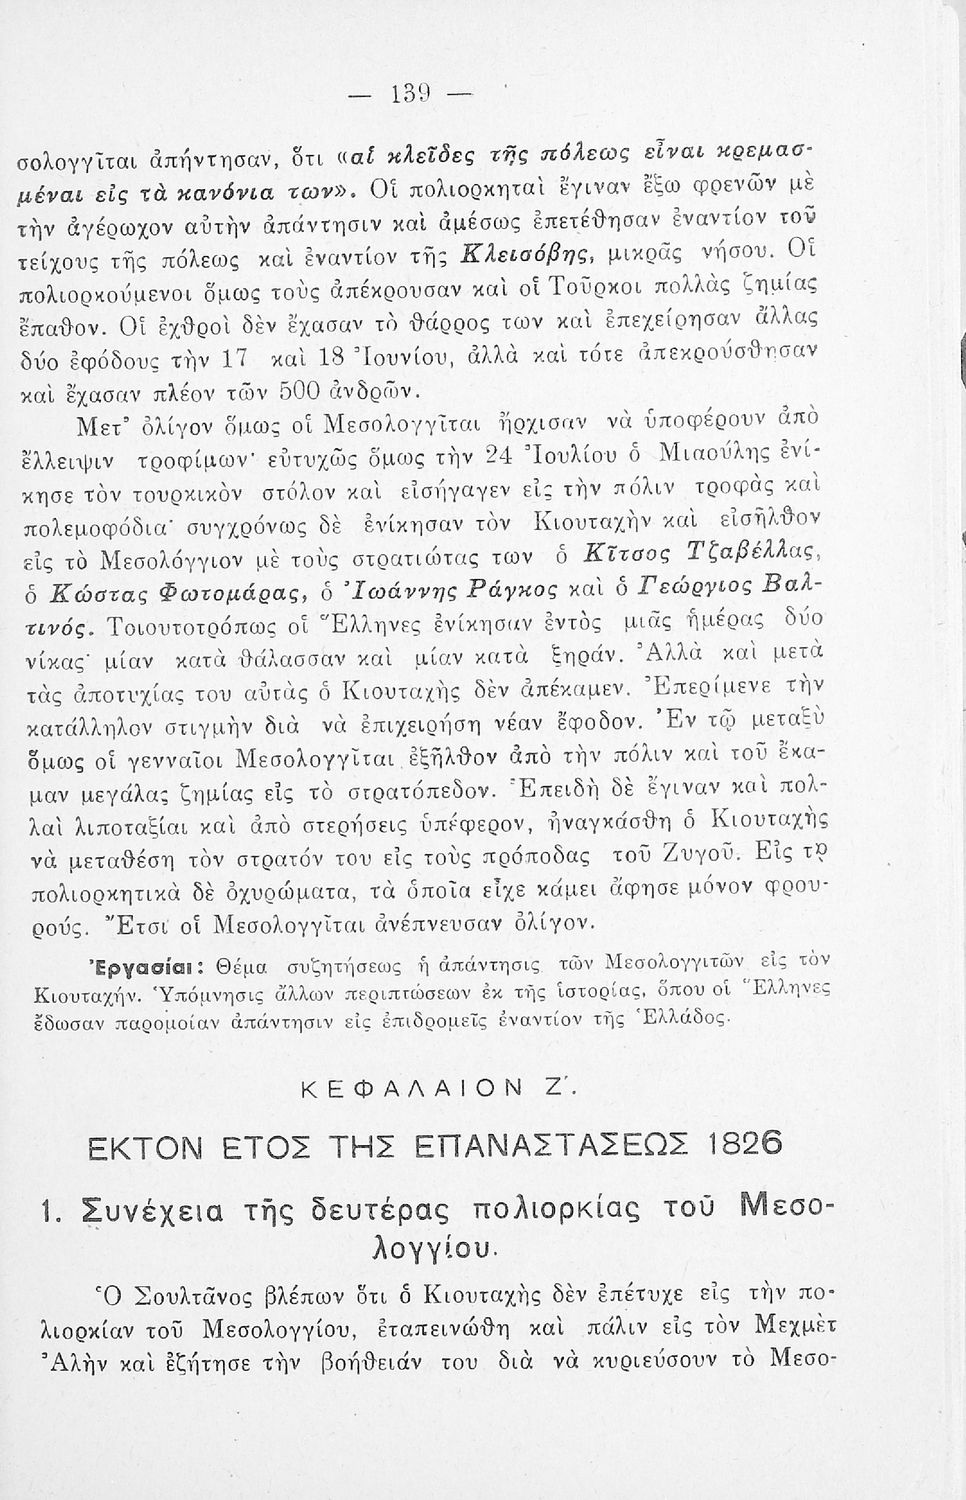 — 139 —
σολογγῖται ἀπήντησαν, ὅτι «αἱ κλεῖδες τῆς πόλεως εἶναι κρεμασ-
μέναι εἰς τὰ κανόνια των». Οἱ πολιορκηταὶ ἔγιναν ἔξω φρενῶν μὲ
τὴν ἀγέρωχον αὐτὴν ἀπάντησιν καὶ ἀμέσως ἐπετέθησαν ἐναντίον τοῦ
τείχους τῆς πόλεως καὶ ἐναντίον τῆς Κλεισόβης, μικρᾶς νήσου. Οἱ
πολιορκούμενοι ὅμως τοὺς ἀπέκρουσαν καὶ οἱ Τοῦρκοι πολλὰς ζημίας
ἔπαθον. Οἱ ἐχθροὶ δὲν ἔχασαν τὸ θάρρος των καὶ ἐπεχείρησαν ἄλλας
δύο ἐφόδους τὴν 17 καὶ 18 Ἰουνίου, ἀλλὰ καὶ τότε ἀπεκρούσθησαν
καὶ ἔχασαν πλέον τῶν 500 ἀνδρῶν.
Μετ᾽ ὀλίγον ὅμως οἱ Μεσολογγῖται ἤρχισαν νὰ ὑποφέρουν ἀπὸ
ἔλλειψιν τροφίμων· εὐτυχῶς ὅμως τὴν 24 Ἰουλίου ὁ Μιαούλης ἐνί-
κησε τὸν τουρκικὸν στόλον καὶ εἰσήγαγεν εἰς τὴν πόλιν τροφὰς καὶ
πολεμοφόδια· συγχρόνως δὲ ἐνίκησαν τὸν Κιουταχὴν καὶ εἰσῆλθον
εἰς τὸ Μεσολόγγιον μὲ τοὺς στρατιώτας των ὁ Κῖτσος Τζαβέλλας,
ὁ Κώστας Φωτομάρας, ὁ Ἰωάννης Ράγκος καὶ ὁ Γεώργιος Βαλ-
τινός. Τοιουτοτρόπως οἱ Ἕλληνες ἐνίκησαν ἐντὸς μιᾶς ἡμέρας δύο
νίκας· μίαν κατὰ θάλασσαν καὶ μίαν κατὰ ξηράν. Ἀλλὰ καὶ μετὰ
τὰς ἀποτυχίας του αὐτὰς ὁ Κιουταχὴς δὲν ἀπέκαμεν. Ἐπερίμενε τὴν
κατάλληλον στιγμὴν διὰ νὰ ἐπιχειρήση νέαν ἔφοδον. Ἐν τῷ μεταξὺ
ὅμως οἱ γενναῖοι Μεσολογγῖται ἐξῆλθον ἀπὸ τὴν πόλιν καὶ τοῦ ἔκα-
μαν μεγάλας ζημίας εἰς τὸ στρατόπεδον. Ἐπειδὴ δὲ ἔγιναν καὶ πολ-
λαὶ λιποταξίαι καὶ ἀπὸ στερήσεις ὑπέφερον, ἠναγκάσθη ὁ Κιουταχὴς
νὰ μεταθέση τὸν στρατόν του εἰς τοὺς πρόποδας τοῦ Ζυγοῦ. Εἰς τὰ
πολιορκητικὰ δὲ ὀχυρώματα, τὰ ὁποῖα εἶχε κάμει ἄφησε μόνον φρου-
ρούς. Ἔτσι οἱ Μεσολογγῖται ἀνέπνευσαν ὀλίγον.
Ἐργασίαι: Θέμα συζητήσεως ἡ ἀπάντησις τῶν Μεσολογγιτῶν εἰς τὸν
Κιουταχήν. Ὑπόμνησις ἄλλων περιπτώσεων ἐκ τῆς ἱστορίας, ὅπου οἱ Ἕλληνες
ἔδωσαν παρομοίαν ἀπάντησιν εἰς ἐπιδρομεῖς ἐναντίον τῆς Ἑλλάδος.
ΚΕΦΑΛΑΙΟΝ Ζ΄.
ΕΚΤΟΝ ΕΤΟΣ ΤΗΣ ΕΠΑΝΑΣΤΑΣΕΩΣ 1826
1. Συνέχεια τῆς δευτέρας πολιορκίας τοῦ Μεσο-
λογγίου.
Ὁ Σουλτᾶνος βλέπων ὅτι ὁ Κιουταχὴς δὲν ἐπέτυχε εἰς τὴν πο-
λιορκίαν τοῦ Μεσολογγίου, ἐταπεινώθη καὶ πάλιν εἰς τὸν Μεχμὲτ
Ἀλὴν καὶ ἐζήτησε τὴν βοήθειάν του διὰ νὰ κυριεύσουν τὸ Μεσο-